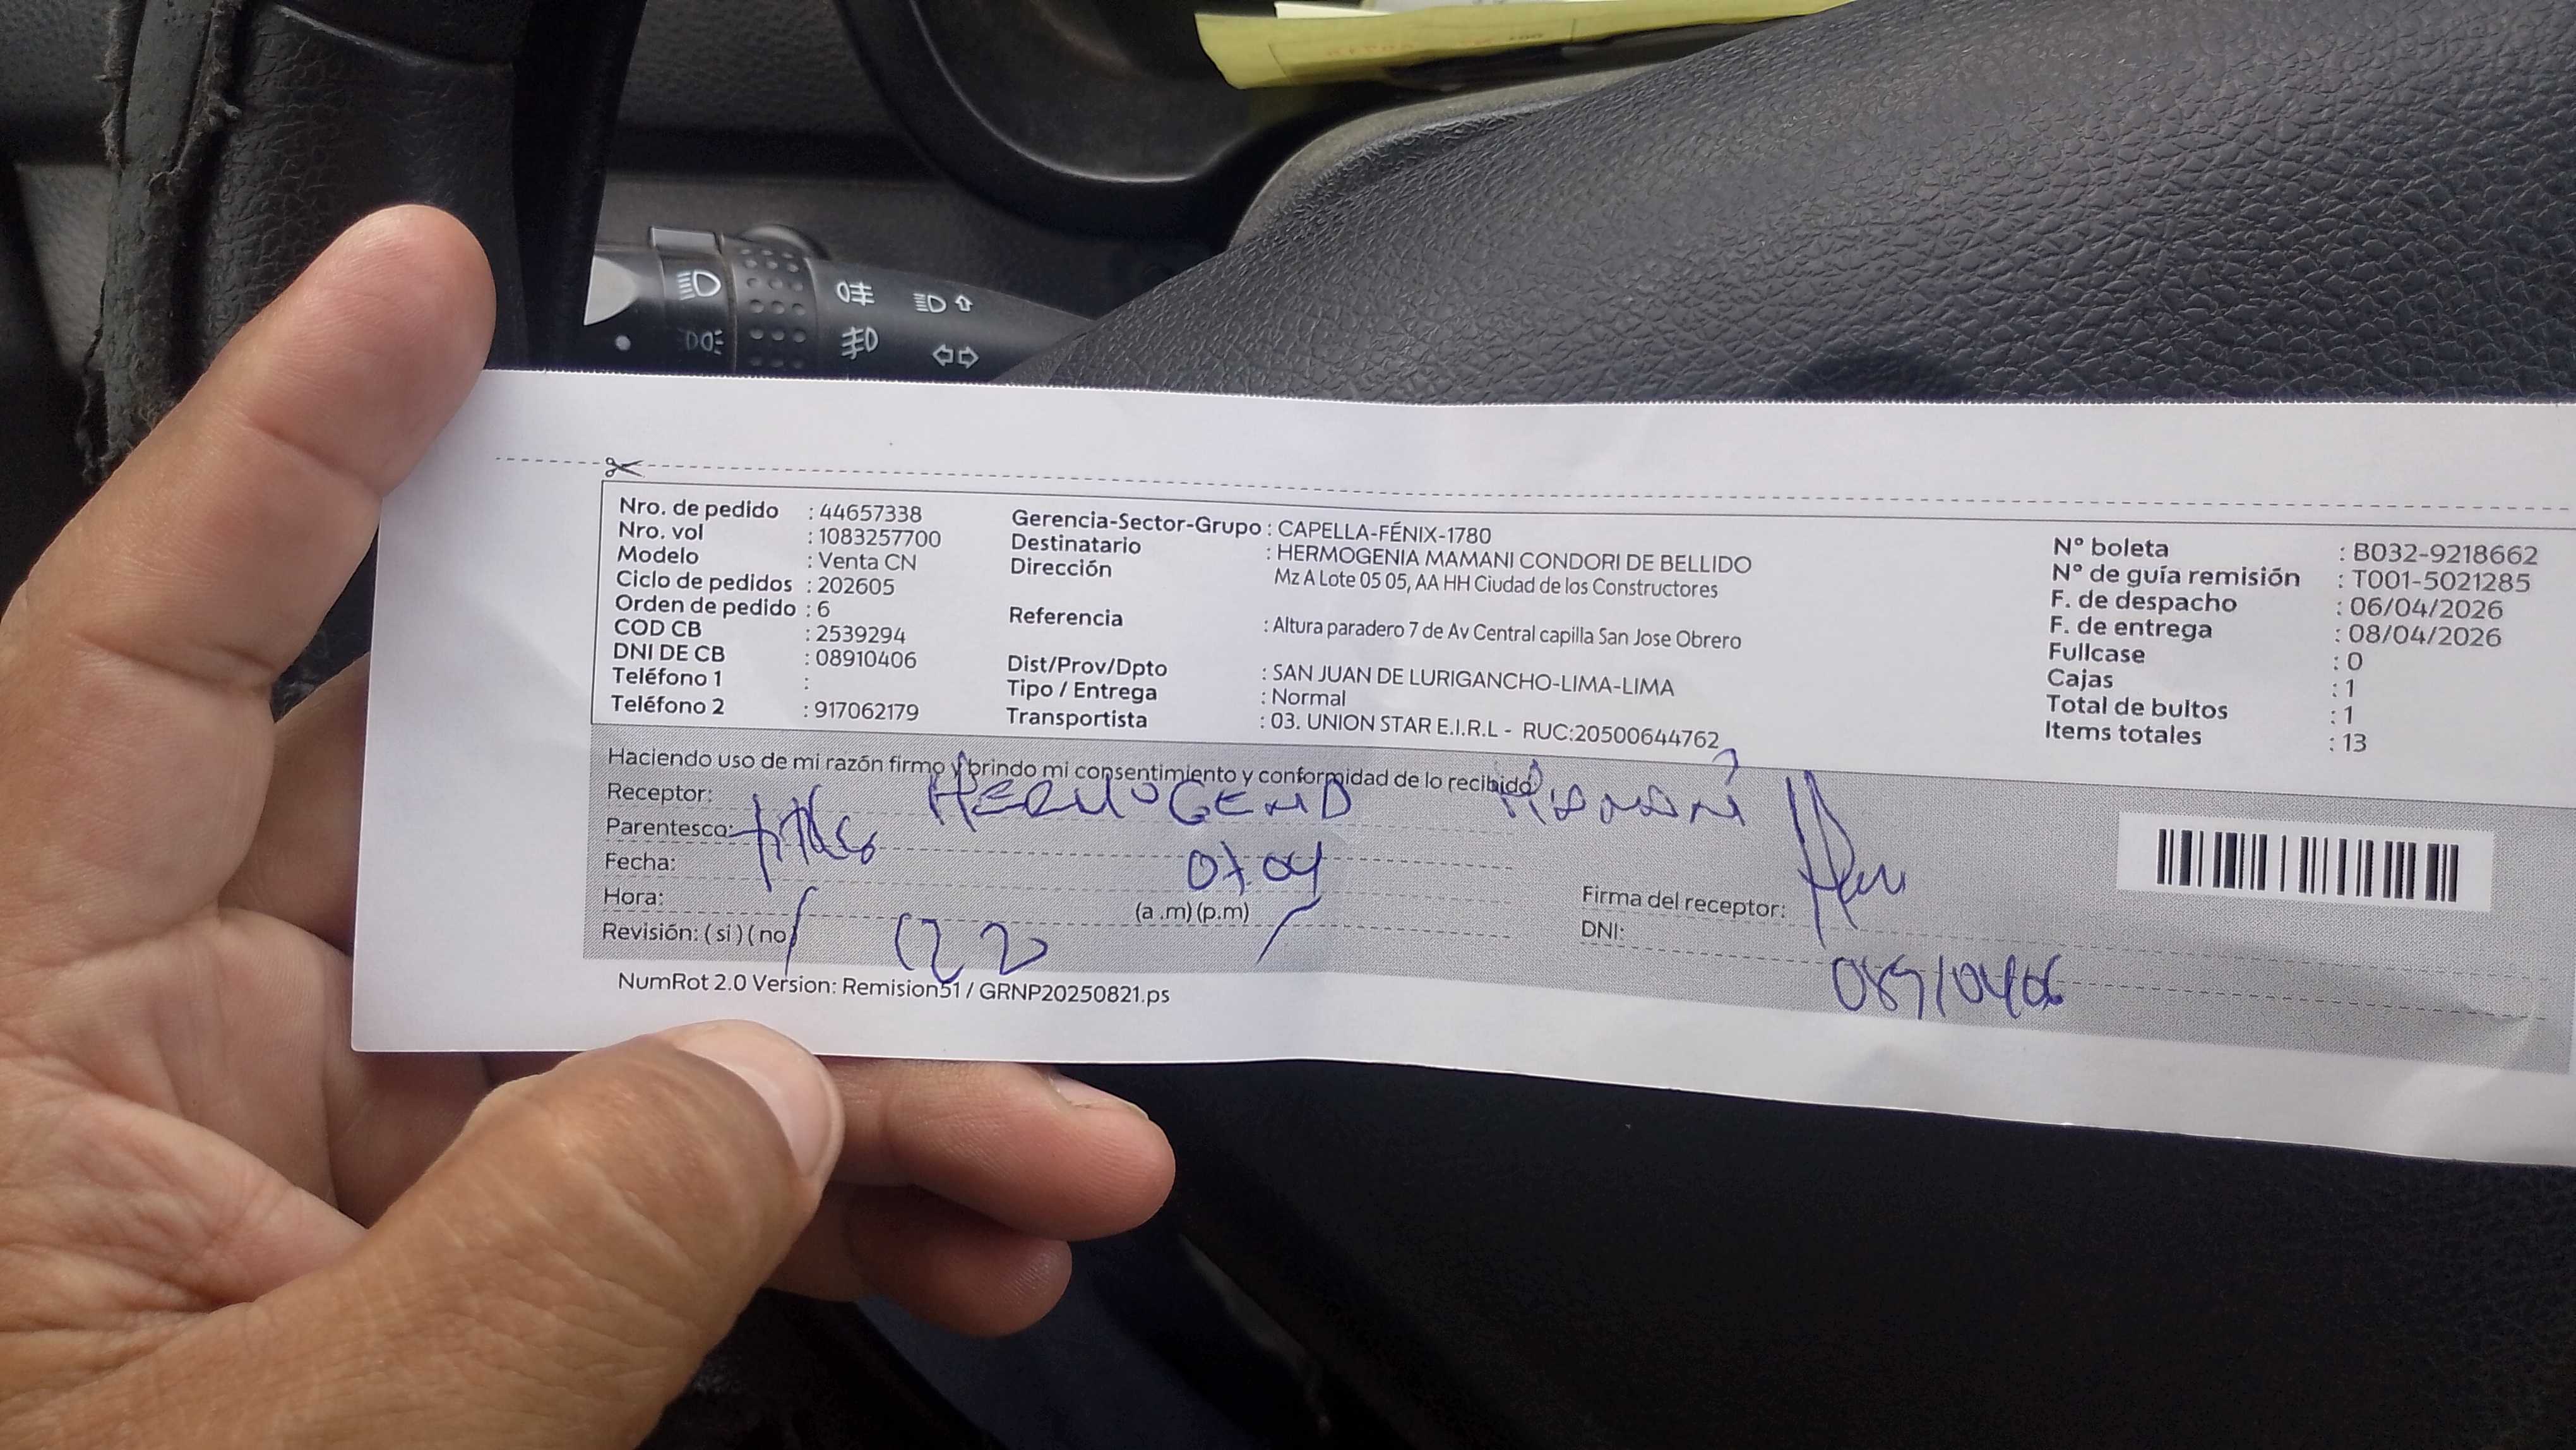 Nro. de pedido : 44657338
Nro. vol : 1083257700
Modelo : Venta CN
Ciclo de pedidos : 202605
Orden de pedido : 6
COD CB : 2539294
DNI DE CB : 08910406
Teléfono 1 :
Teléfono 2 : 917062179
Gerencia-Sector-Grupo : CAPELLA-FÉNIX-1780
Destinatario : HERMOGENIA MAMANI CONDORI DE BELLIDO
Dirección Mz A Lote 05 05, AA HH Ciudad de los Constructores
Referencia : Altura paradero 7 de Av Central capilla San Jose Obrero
Dist/Prov/Dpto : SAN JUAN DE LURIGANCHO-LIMA-LIMA
Tipo / Entrega : Normal
Transportista : 03. UNION STAR E.I.R.L - RUC:20500644762
N° boleta : B032-9218662
N° de guía remisión : T001-5021285
F. de despacho : 06/04/2026
F. de entrega : 08/04/2026
Fullcase : 0
Cajas : 1
Total de bultos : 1
Items totales : 13
Haciendo uso de mi razón firmo y brindo mi consentimiento y conformidad de lo recibido
Receptor: Mamani
Parentesco:
Fecha: 07 04
Hora: (a .m) (p.m)
Revisión: ( si ) ( no )
Firma del receptor:
DNI: 08910406
NumRot 2.0 Version: Remision51 / GRNP20250821.ps